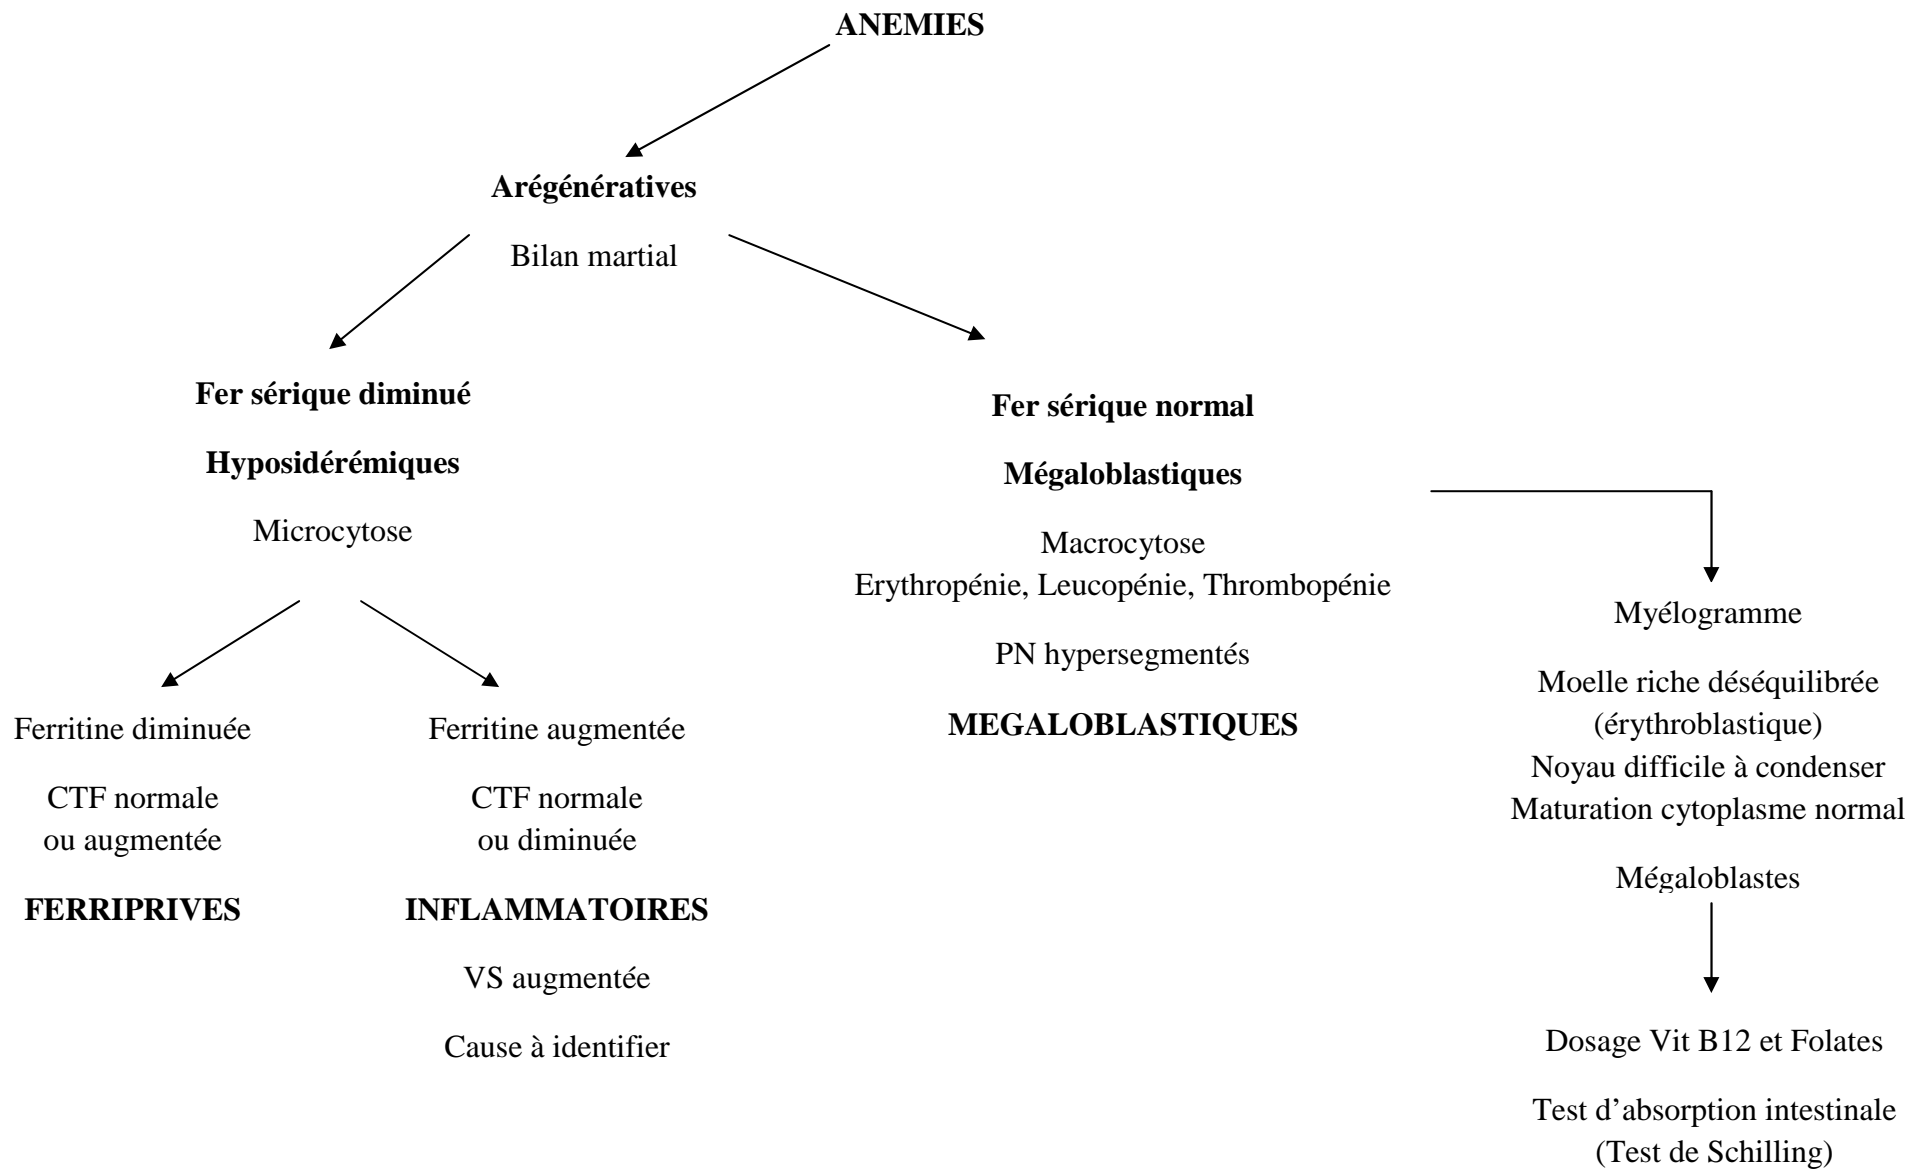 ANEMIES
Arégénératives
Bilan martial
Fer sérique diminué
Hyposidérémiques
Microcytose
Ferritine diminuée
CTF normale
ou augmentée
FERRIPRIVES
Ferritine augmentée
CTF normale
ou diminuée
INFLAMMATOIRES
VS augmentée
Cause à identifier
Fer sérique normal
Mégaloblastiques
Macrocytose
Erythropénie, Leucopénie, Thrombopénie
PN hypersegmentés
MEGALOBLASTIQUES
Myélogramme
Moelle riche déséquilibrée
(érythroblastique)
Noyau difficile à condenser
Maturation cytoplasme normal
Mégaloblastes
Dosage Vit B12 et Folates
Test d’absorption intestinale
(Test de Schilling)